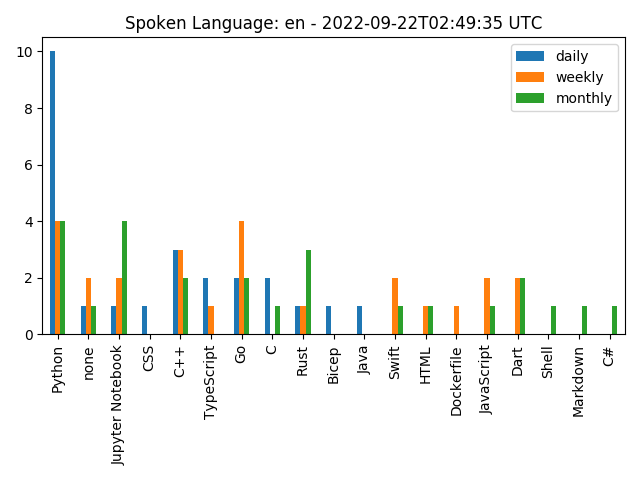 Spoken Language: en - 2022-09-22T02:49:35 UTC
daily
weekly
monthly
10
8
6
4
2
0
Python
none
Jupyter Notebook
CSS
C++
TypeScript
Go
C
Rust
Bicep
Java
Swift
HTML
Dockerfile
JavaScript
Dart
Shell
Markdown
C#